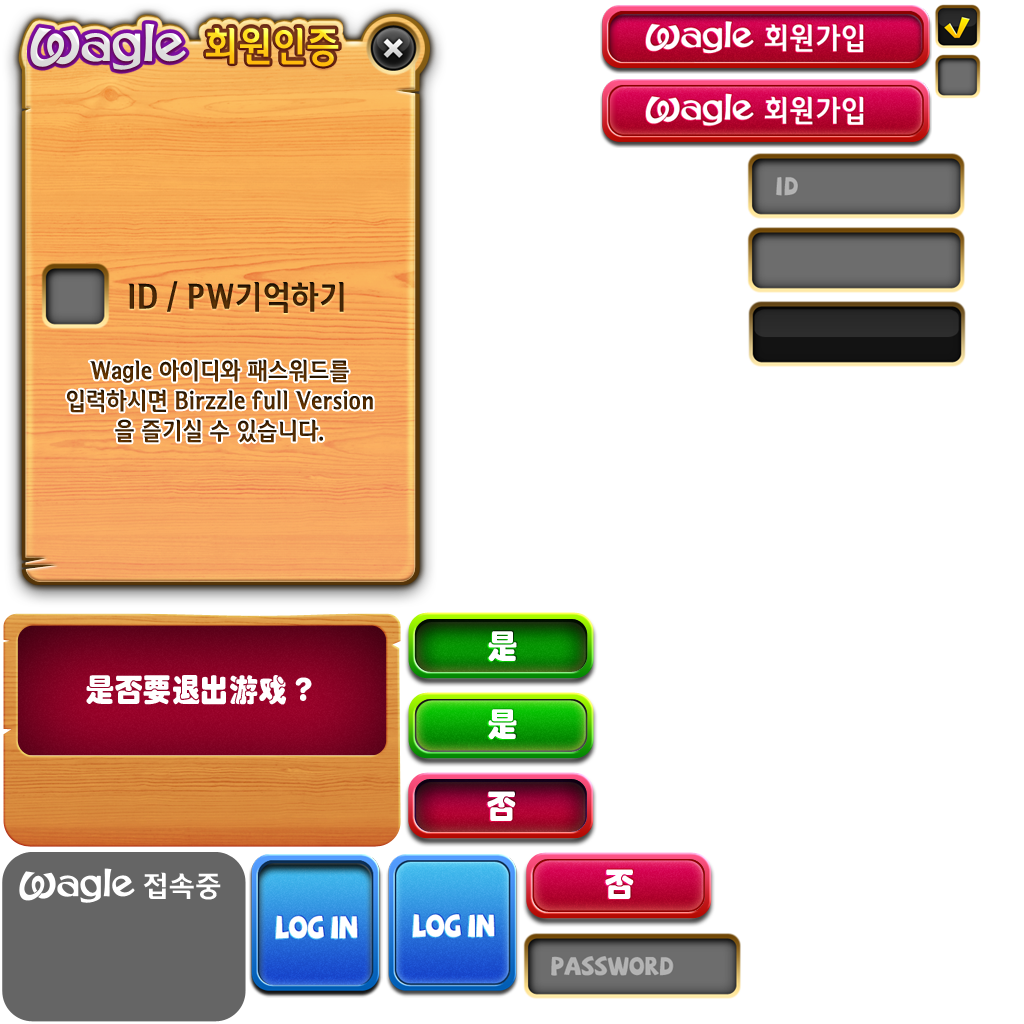 Wagle 회원인증
ID / PW기억하기
Wagle 아이디와 패스워드를
입력하시면 Birzzle full Version
을 즐기실 수 있습니다.
Wagle 회원가입
Wagle 회원가입
ID
是否要退出游戏？
是
是
否
Wagle 접속중
LOG IN
LOG IN
否
PASSWORD